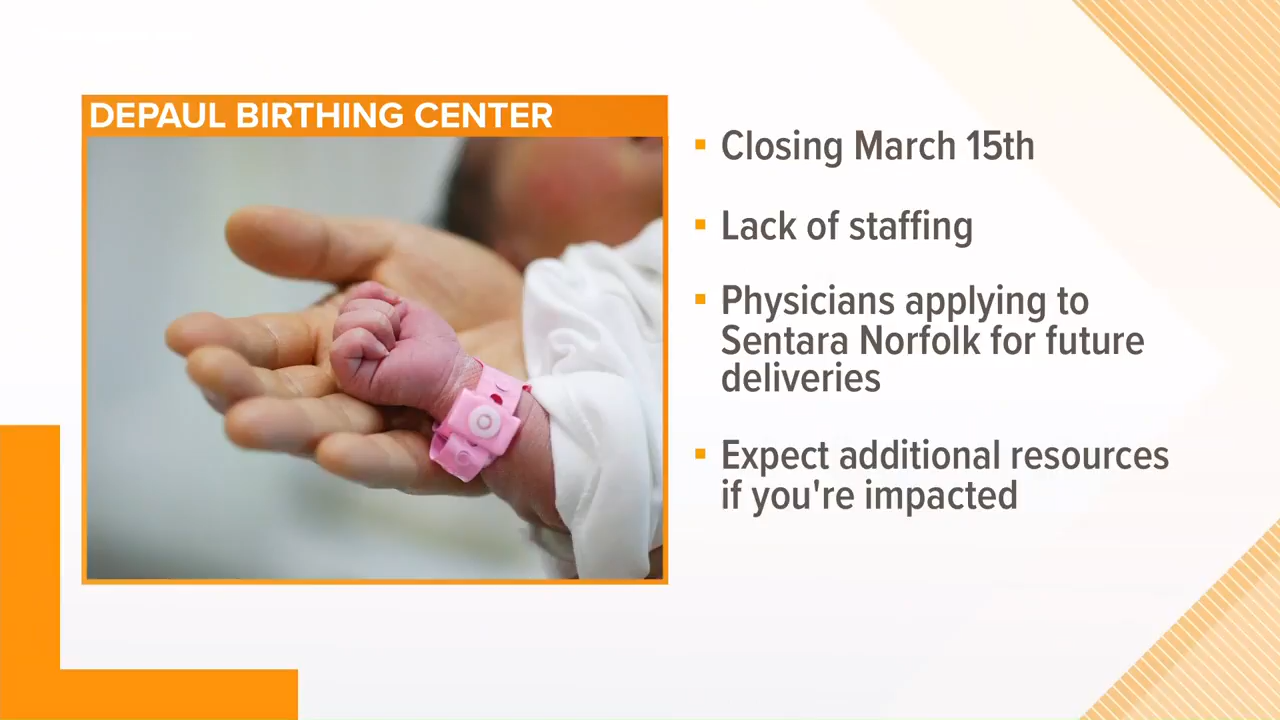 DEPAUL BIRTHING CENTER
Closing March 15th
Lack of staffing
Physicians applying to
Sentara Norfolk for future
deliveries
Expect additional resources
if you're impacted